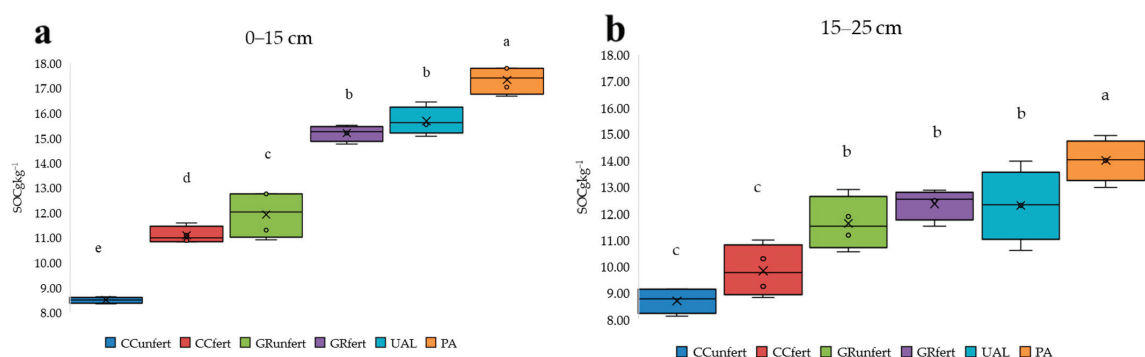 a
0–15 cm
SOCgkg⁻¹
18.00
17.00
16.00
15.00
14.00
13.00
12.00
11.00
10.00
9.00
8.00
e
d
c
b
b
a
CCunfert CCfert GRunfert GRfert UAL PA
b
15–25 cm
SOCgkg⁻¹
18.00
17.00
16.00
15.00
14.00
13.00
12.00
11.00
10.00
9.00
8.00
c
c
b
b
b
a
CCunfert CCfert GRunfert GRfert UAL PA